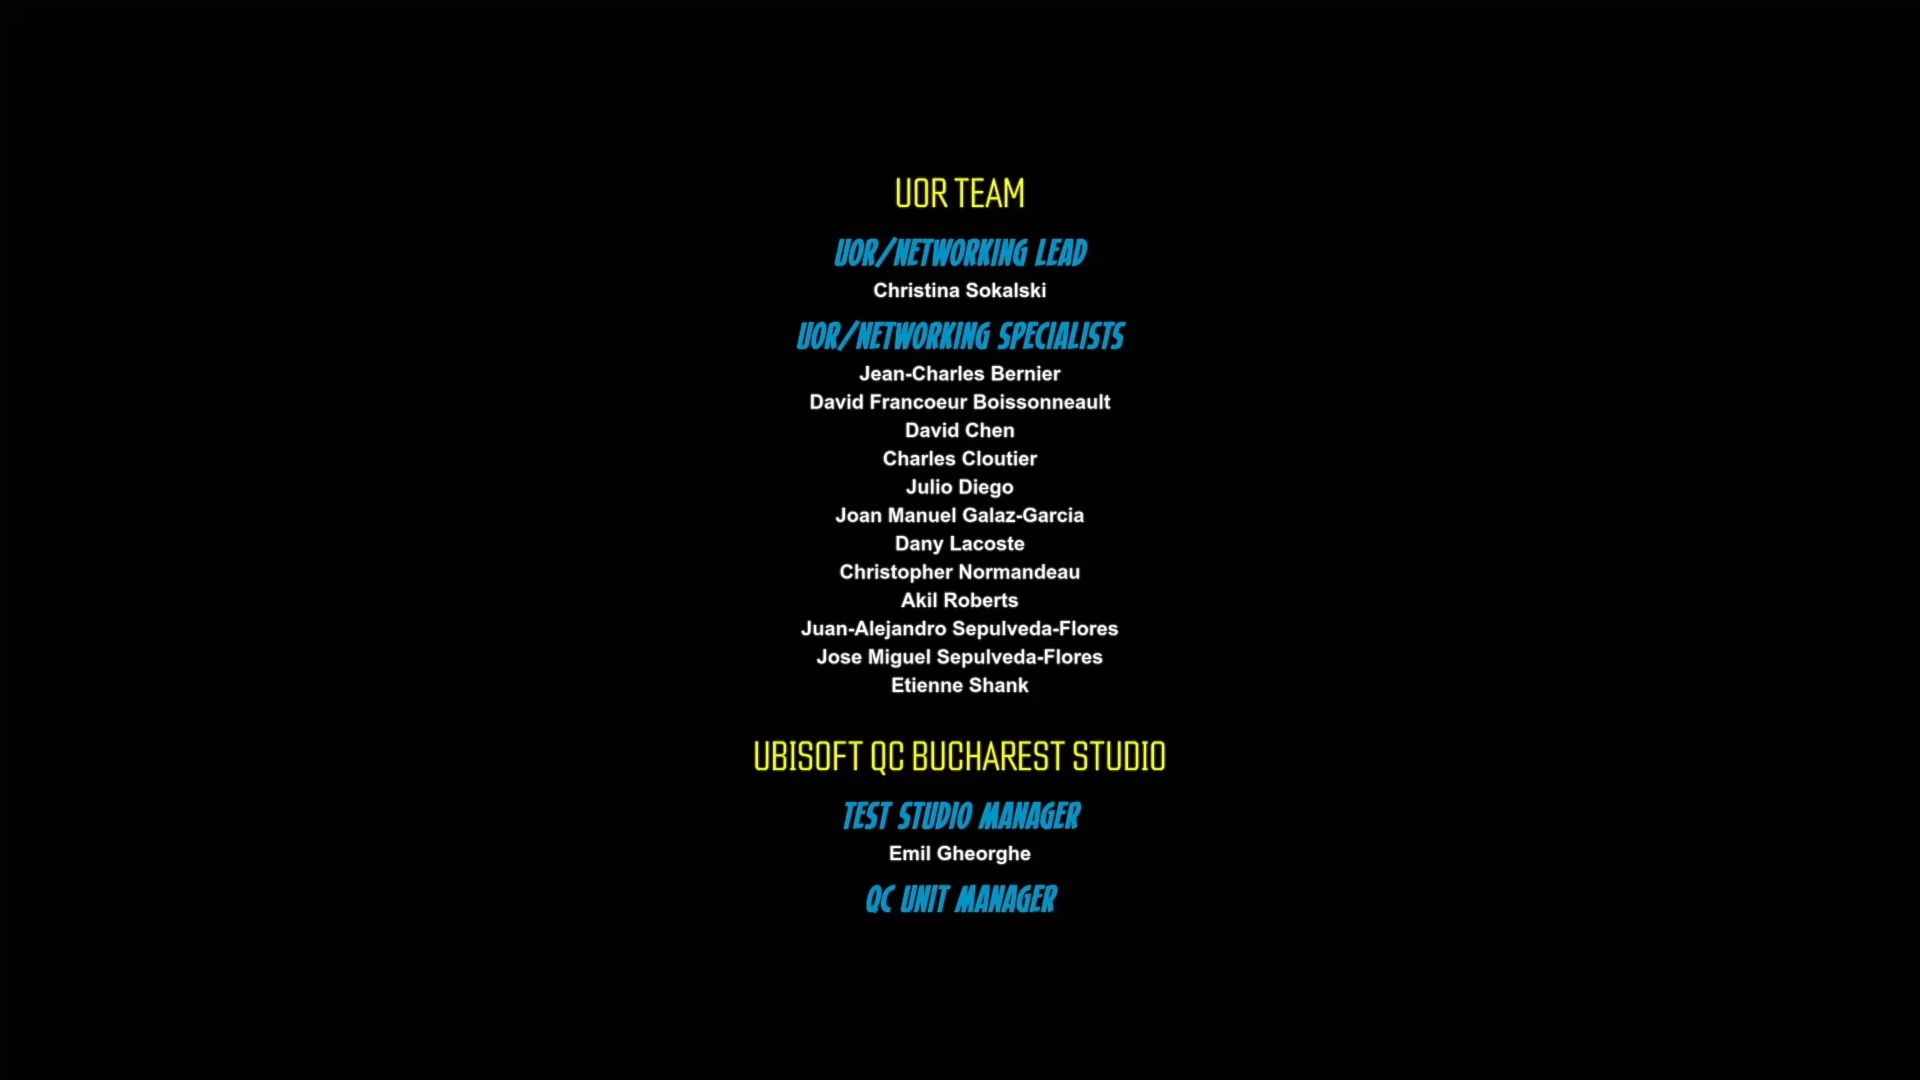 UOR TEAM
UOR/NETWORKING LEAD
Christina Sokalski
UOR/NETWORKING SPECIALISTS
Jean-Charles Bernier
David Francoeur Boissonneault
David Chen
Charles Cloutier
Julio Diego
Joan Manuel Galaz-Garcia
Dany Lacoste
Christopher Normandeau
Akil Roberts
Juan-Alejandro Sepulveda-Flores
Jose Miguel Sepulveda-Flores
Etienne Shank
UBISOFT QC BUCHAREST STUDIO
TEST STUDIO MANAGER
Emil Gheorghe
QC UNIT MANAGER